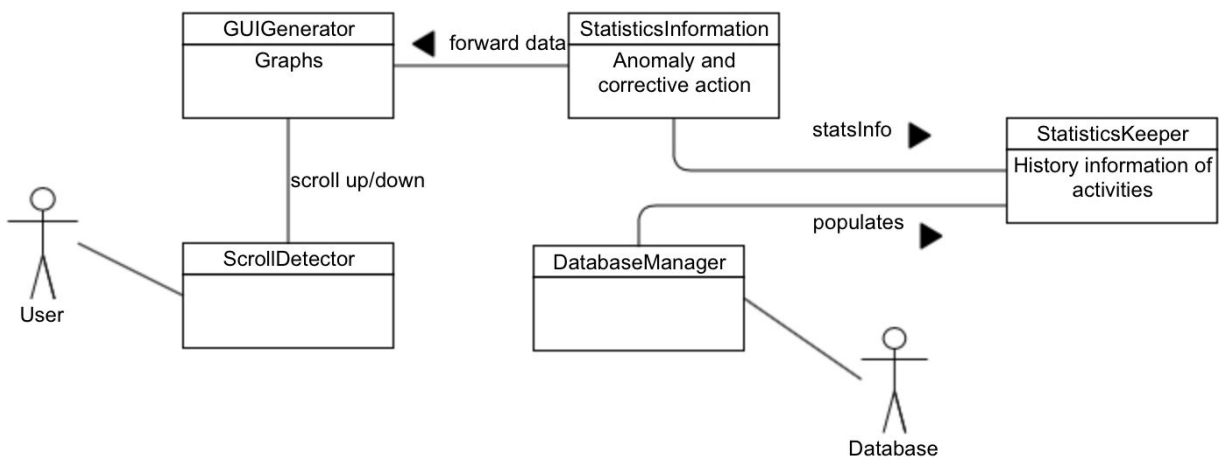 GUIGenerator
Graphs
forward data
StatisticsInformation
Anomaly and
corrective action
statsInfo
StatisticsKeeper
History information of
activities
scroll up/down
populates
User
ScrollDetector
DatabaseManager
Database